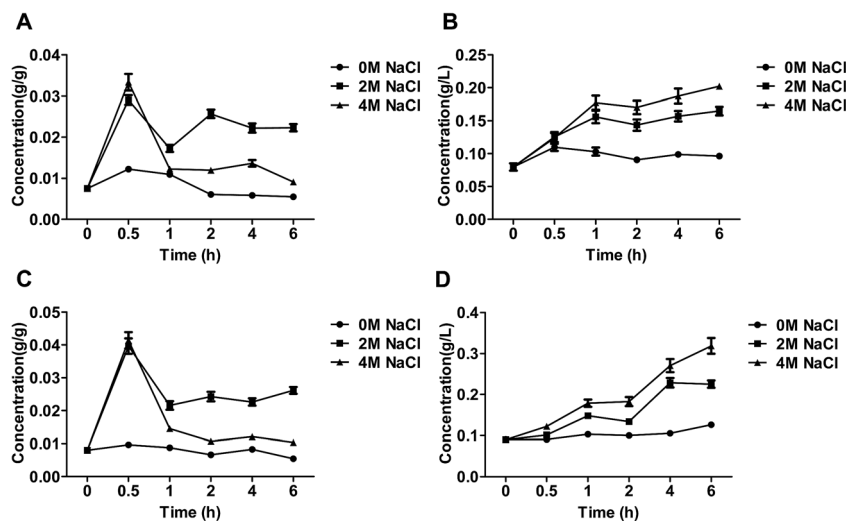 A
Concentration(g/g)
0.04
0.03
0.02
0.01
0.00
0 0.5 1 2 4 6
Time (h)
0M NaCl
2M NaCl
4M NaCl
B
Concentration(g/L)
0.25
0.20
0.15
0.10
0.05
0.00
0 0.5 1 2 4 6
Time (h)
0M NaCl
2M NaCl
4M NaCl
C
Concentration(g/g)
0.05
0.04
0.03
0.02
0.01
0.00
0 0.5 1 2 4 6
Time (h)
0M NaCl
2M NaCl
4M NaCl
D
Concentration(g/L)
0.4
0.3
0.2
0.1
0.0
0 0.5 1 2 4 6
Time (h)
0M NaCl
2M NaCl
4M NaCl